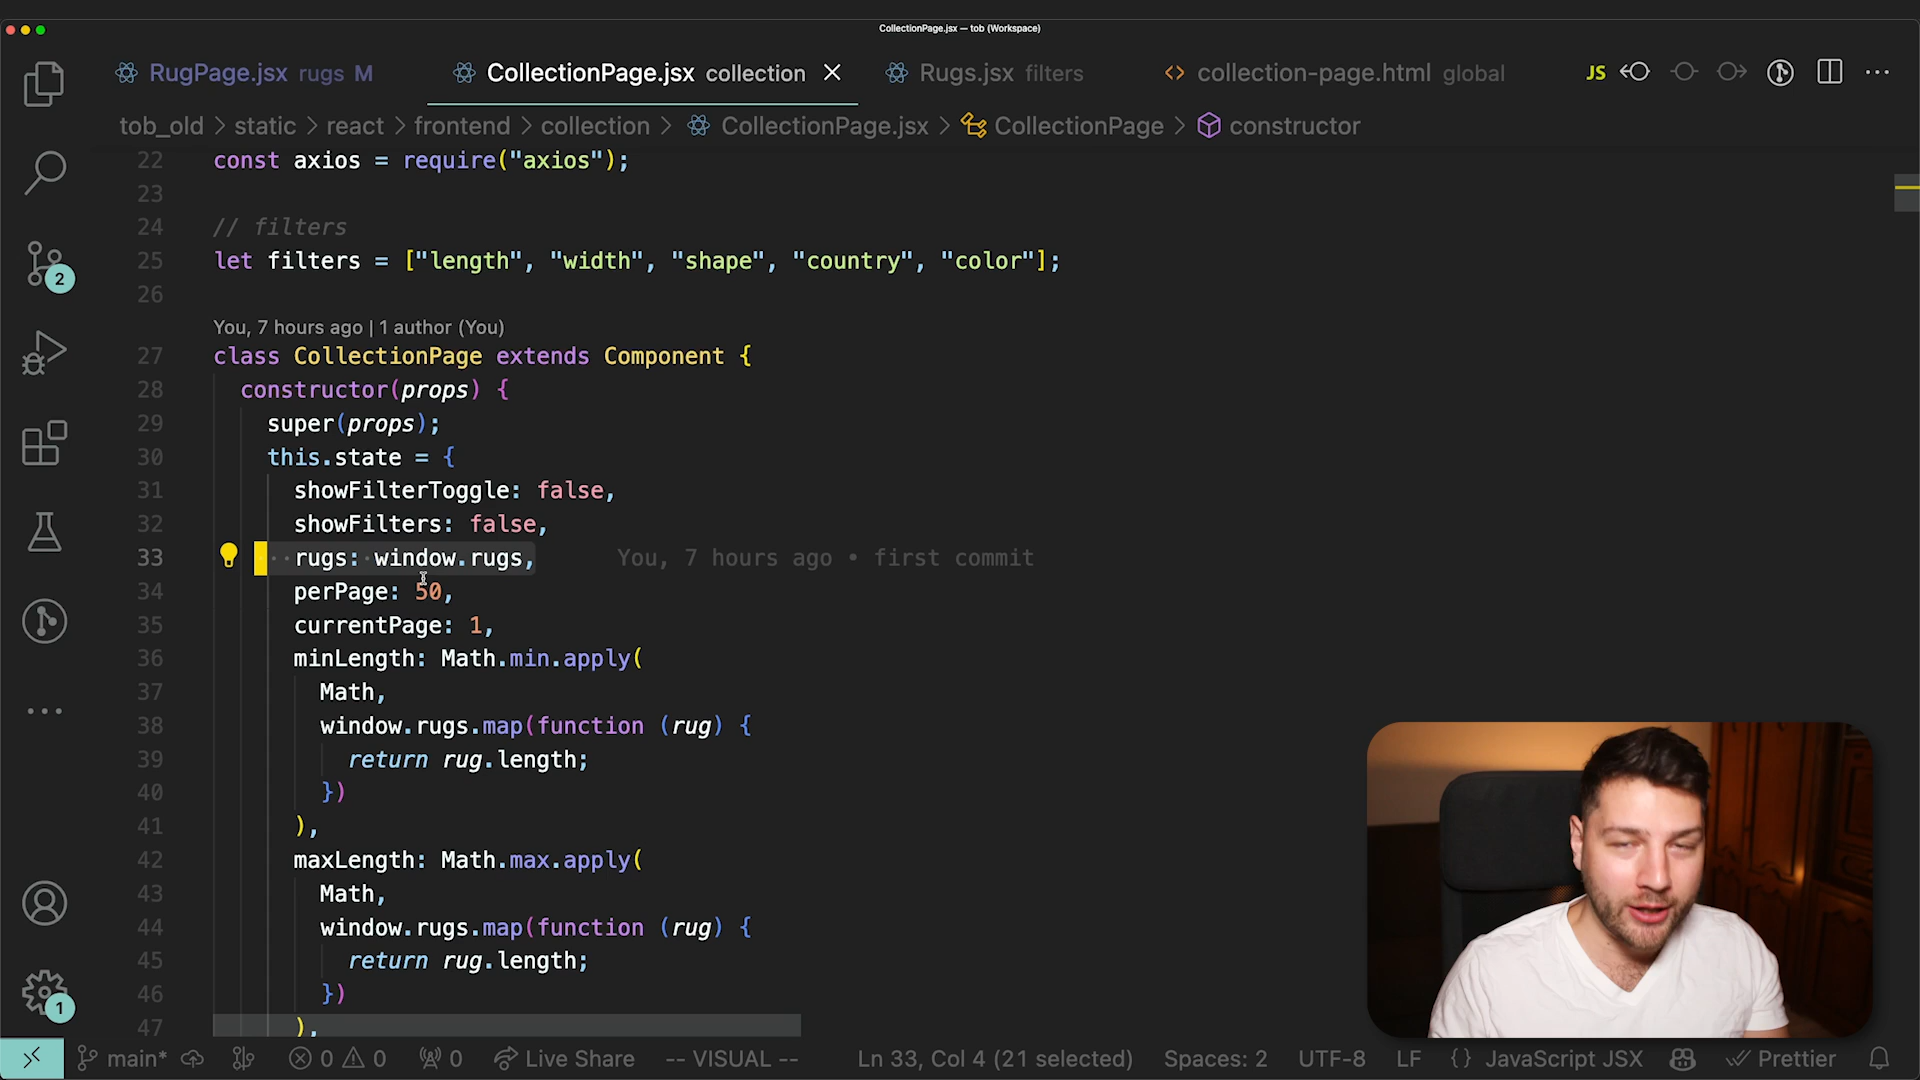 CollectionPage.jsx — tob (Workspace)
RugPage.jsx rugs M
CollectionPage.jsx collection
Rugs.jsx filters
collection-page.html global
JS
tob_old > static > react > frontend > collection > CollectionPage.jsx > CollectionPage > constructor
22 const axios = require("axios");
23
24 // filters
25 let filters = ["length", "width", "shape", "country", "color"];
26
You, 7 hours ago | 1 author (You)
27 class CollectionPage extends Component {
28 constructor(props) {
29 super(props);
30 this.state = {
31 showFilterToggle: false,
32 showFilters: false,
33 rugs: window.rugs, You, 7 hours ago • first commit
34 perPage: 50,
35 currentPage: 1,
36 minLength: Math.min.apply(
37 Math,
38 window.rugs.map(function (rug) {
39 return rug.length;
40 })
41 ),
42 maxLength: Math.max.apply(
43 Math,
44 window.rugs.map(function (rug) {
45 return rug.length;
46 })
47 ),
2
1
main* 0 0 0 Live Share -- VISUAL -- Ln 33, Col 4 (21 selected) Spaces: 2 UTF-8 LF {} JavaScript JSX Prettier